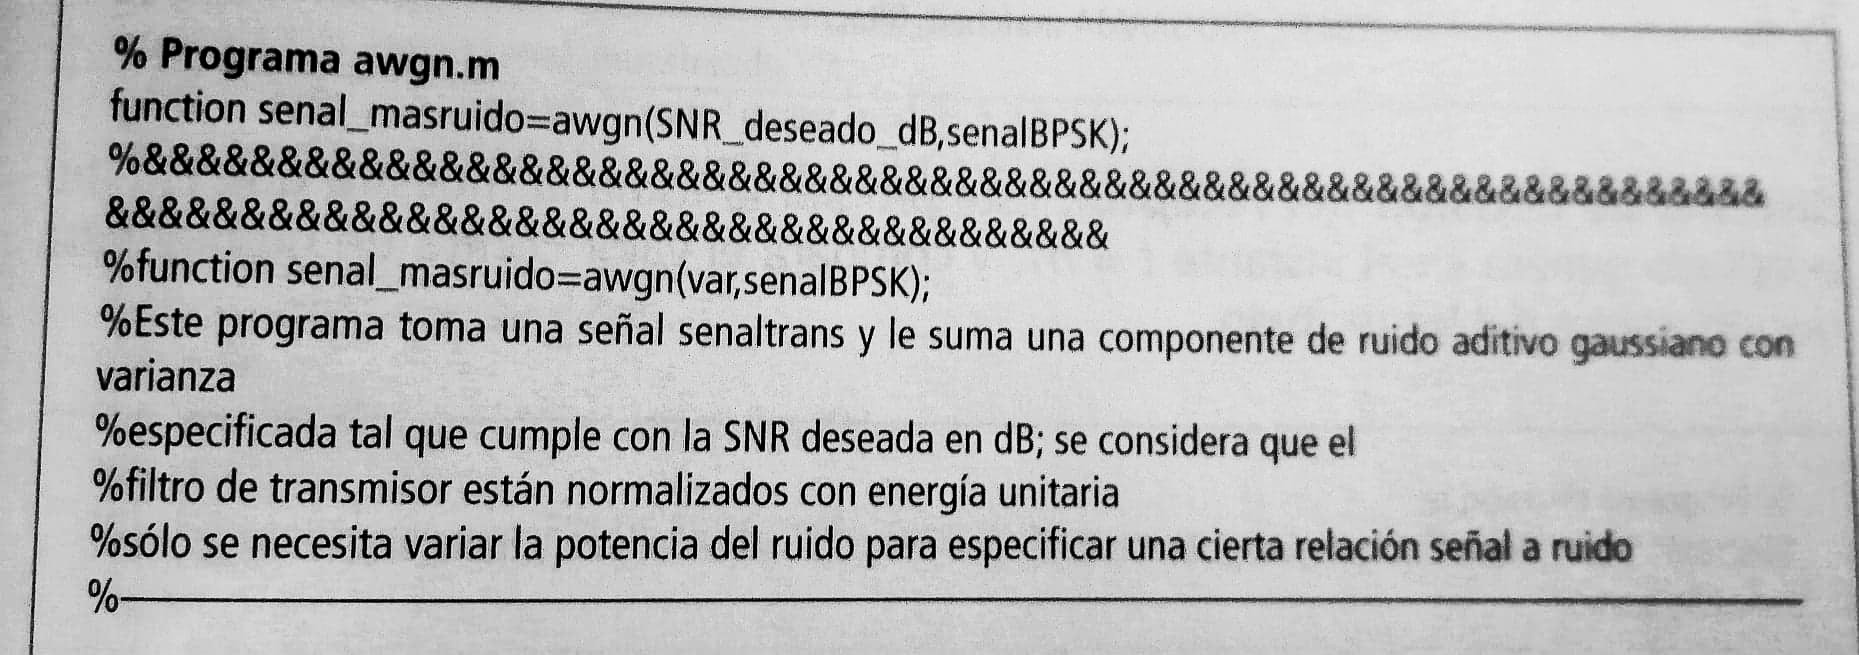 % Programa awgn.m
function senal_masruido=awgn(SNR_deseado_dB,senalBPSK);
%&&&&&&&&&&&&&&&&&&&&&&&&&&&&&&&&&&&&&&&&&&&&&&&&&&&&&&&&&&&&&&&&
&&&&&&&&&&&&&&&&&&&&&&&&&&&&&&&&&&&&&&
%function senal_masruido=awgn(var,senalBPSK);
%Este programa toma una señal senaltrans y le suma una componente de ruido aditivo gaussiano con
varianza
%especificada tal que cumple con la SNR deseada en dB; se considera que el
%filtro de transmisor están normalizados con energía unitaria
%sólo se necesita variar la potencia del ruido para especificar una cierta relación señal a ruido
%—————————————————————————